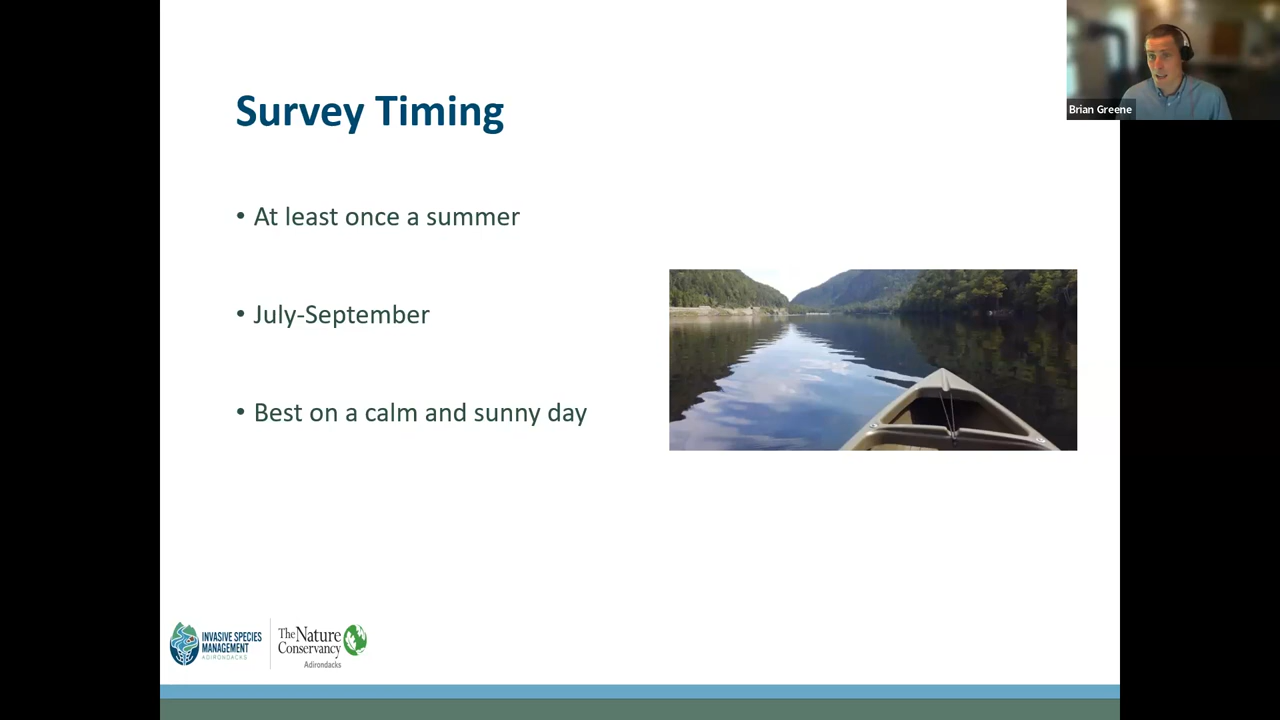 Survey Timing
Brian Greene
• At least once a summer
• July-September
• Best on a calm and sunny day
INVASIVE SPECIES
MANAGEMENT
ADIRONDACKS
The Nature
Conservancy
Adirondacks